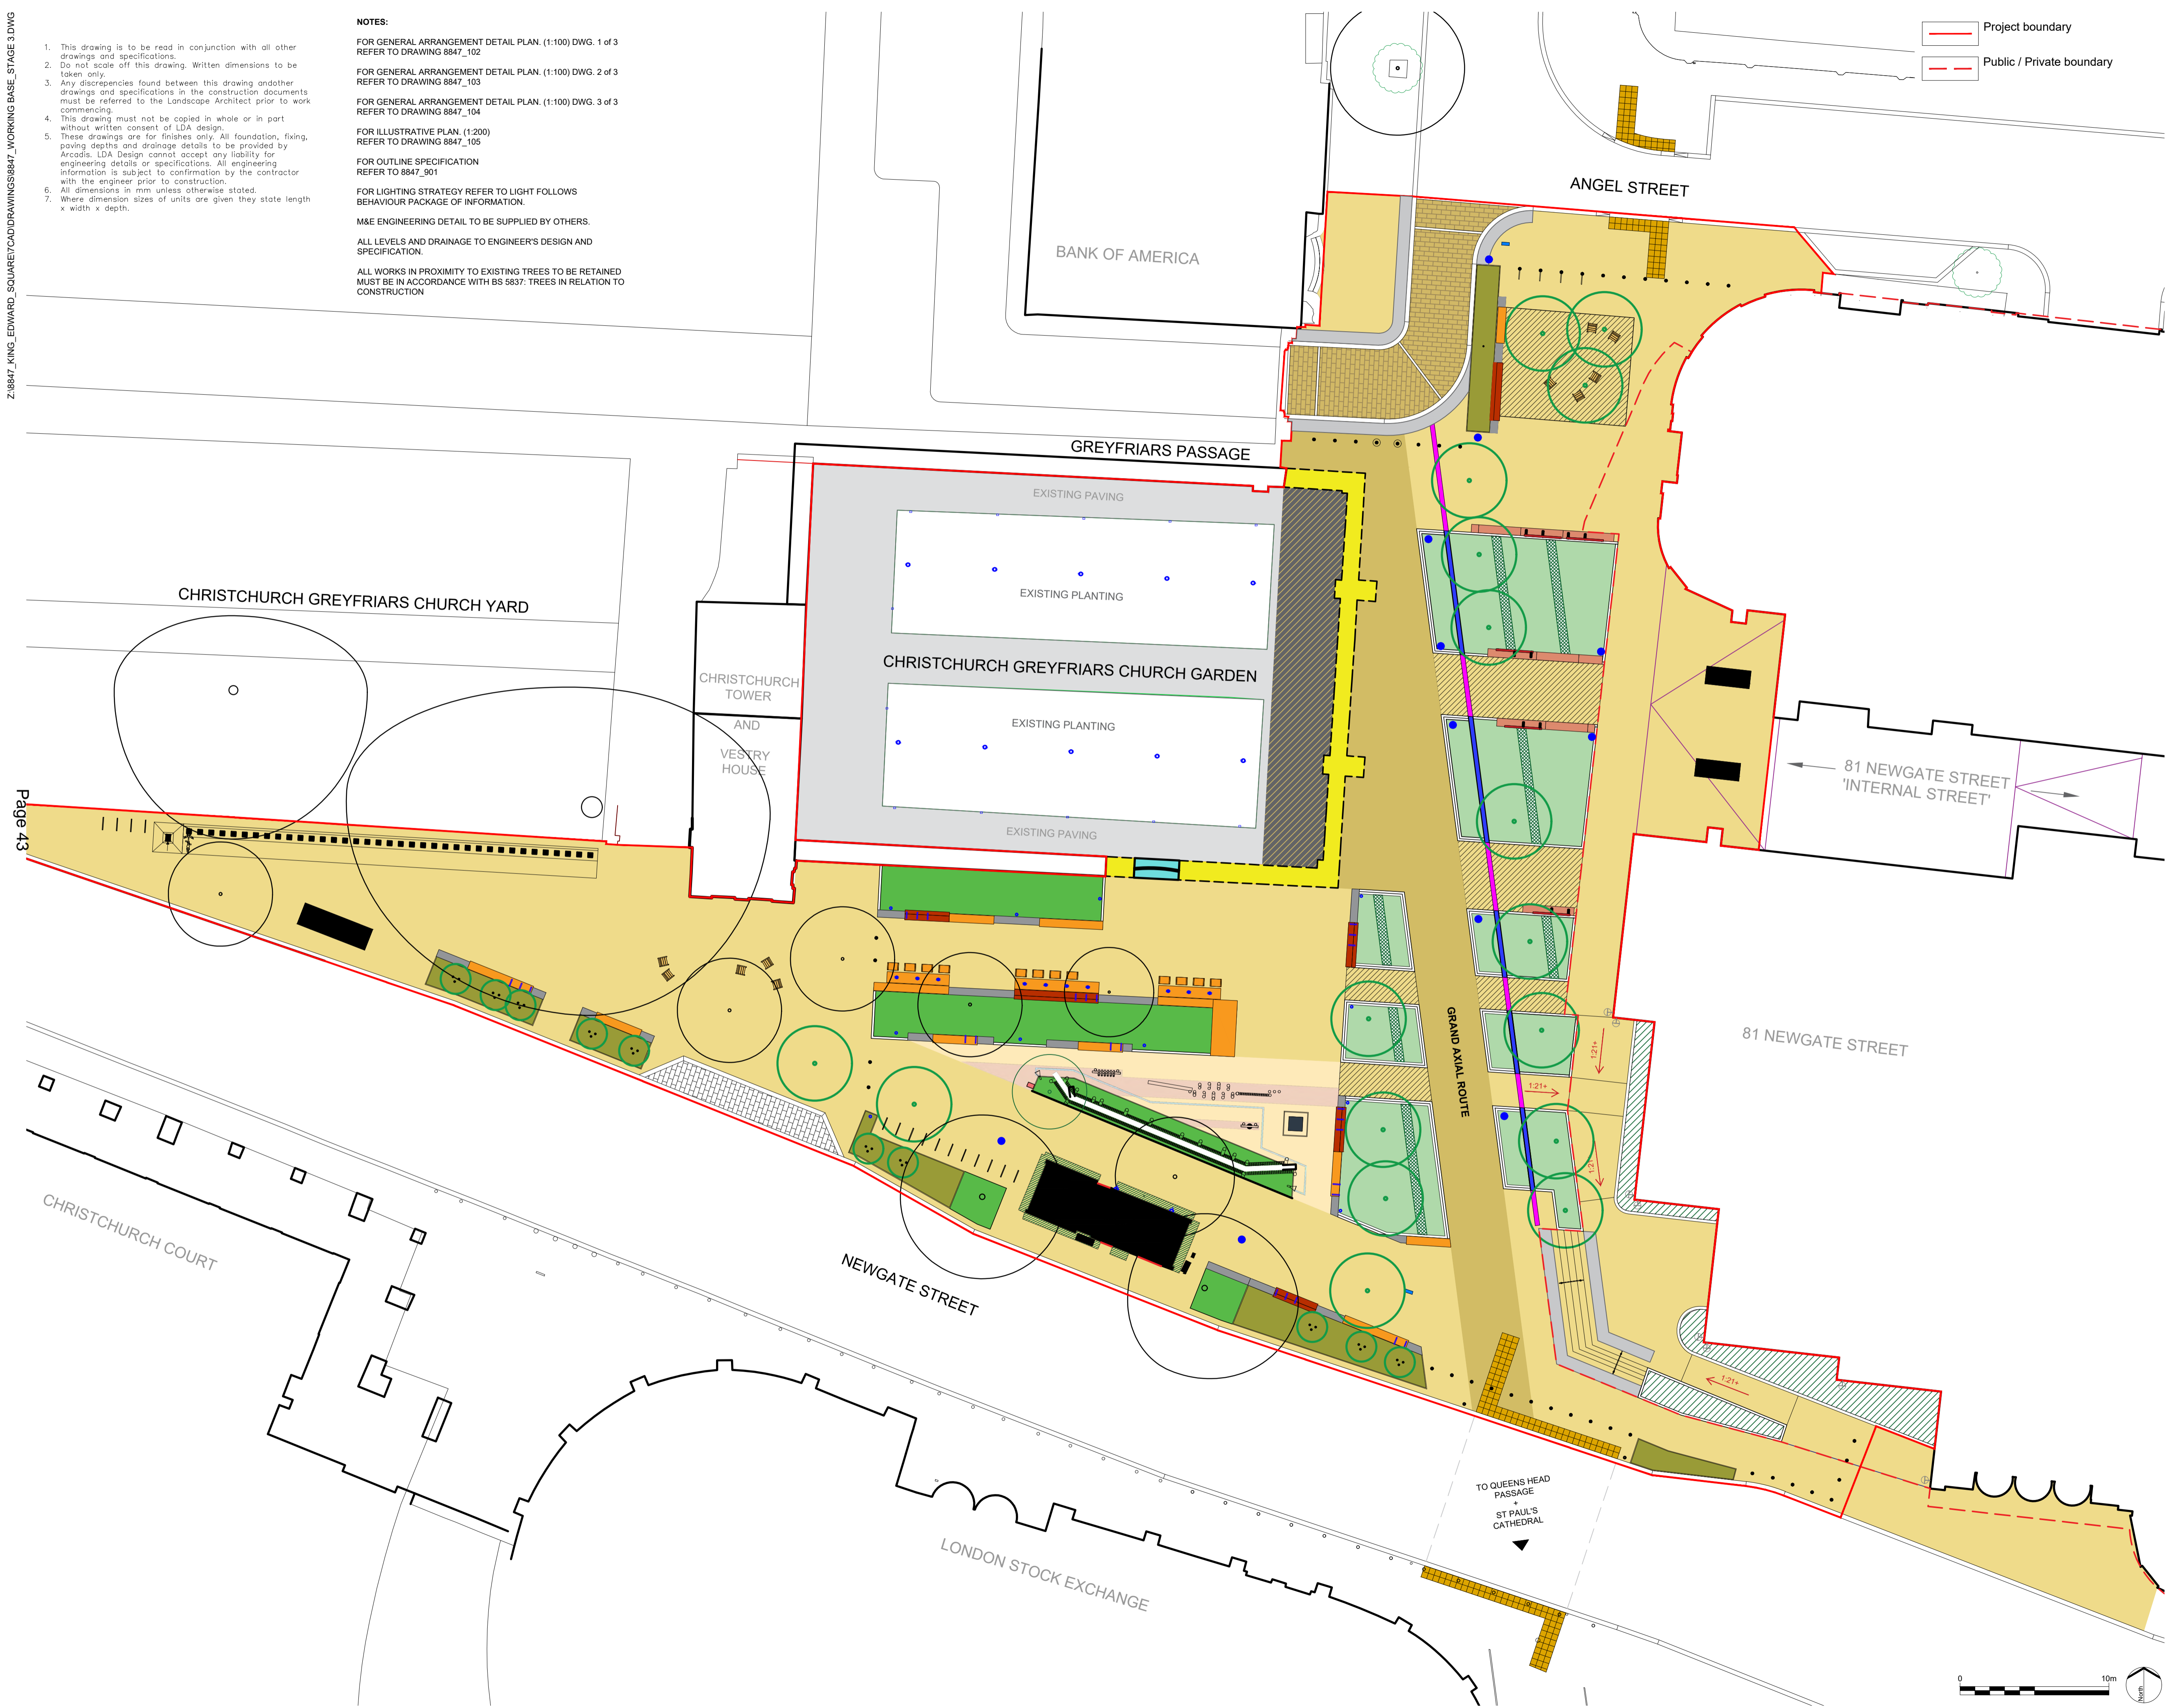 Z:\8847_KING_EDWARD_SQUARE\7CAD\DRAWINGS\8847_WORKING BASE_STAGE 3.DWG
1. This drawing is to be read in conjunction with all other
drawings and specifications.
2. Do not scale off this drawing. Written dimensions to be
taken only.
3. Any discrepencies found between this drawing andother
drawings and specifications in the construction documents
must be referred to the Landscape Architect prior to work
commencing.
4. This drawing must not be copied in whole or in part
without written consent of LDA design.
5. These drawings are for finishes only. All foundation, fixing,
paving depths and drainage details to be provided by
Arcadis. LDA Design cannot accept any liability for
engineering details or specifications. All engineering
information is subject to confirmation by the contractor
with the engineer prior to construction.
6. All dimensions in mm unless otherwise stated.
7. Where dimension sizes of units are given they state length
x width x depth.
NOTES:
FOR GENERAL ARRANGEMENT DETAIL PLAN. (1:100) DWG. 1 of 3
REFER TO DRAWING 8847_102
FOR GENERAL ARRANGEMENT DETAIL PLAN. (1:100) DWG. 2 of 3
REFER TO DRAWING 8847_103
FOR GENERAL ARRANGEMENT DETAIL PLAN. (1:100) DWG. 3 of 3
REFER TO DRAWING 8847_104
FOR ILLUSTRATIVE PLAN. (1:200)
REFER TO DRAWING 8847_105
FOR OUTLINE SPECIFICATION
REFER TO 8847_901
FOR LIGHTING STRATEGY REFER TO LIGHT FOLLOWS
BEHAVIOUR PACKAGE OF INFORMATION.
M&E ENGINEERING DETAIL TO BE SUPPLIED BY OTHERS.
ALL LEVELS AND DRAINAGE TO ENGINEER'S DESIGN AND
SPECIFICATION.
ALL WORKS IN PROXIMITY TO EXISTING TREES TO BE RETAINED
MUST BE IN ACCORDANCE WITH BS 5837: TREES IN RELATION TO
CONSTRUCTION
Project boundary
Public / Private boundary
ANGEL STREET
BANK OF AMERICA
GREYFRIARS PASSAGE
EXISTING PAVING
EXISTING PLANTING
CHRISTCHURCH GREYFRIARS CHURCH YARD
CHRISTCHURCH GREYFRIARS CHURCH GARDEN
CHRISTCHURCH
TOWER
AND
VESTRY
HOUSE
EXISTING PLANTING
EXISTING PAVING
81 NEWGATE STREET
'INTERNAL STREET'
Page 43
GRAND AXIAL ROUTE
81 NEWGATE STREET
1:21+
1:21+
1:21+
1:21+
CHRISTCHURCH COURT
NEWGATE STREET
LONDON STOCK EXCHANGE
TO QUEENS HEAD
PASSAGE
+
ST PAUL'S
CATHEDRAL
0 10m
North